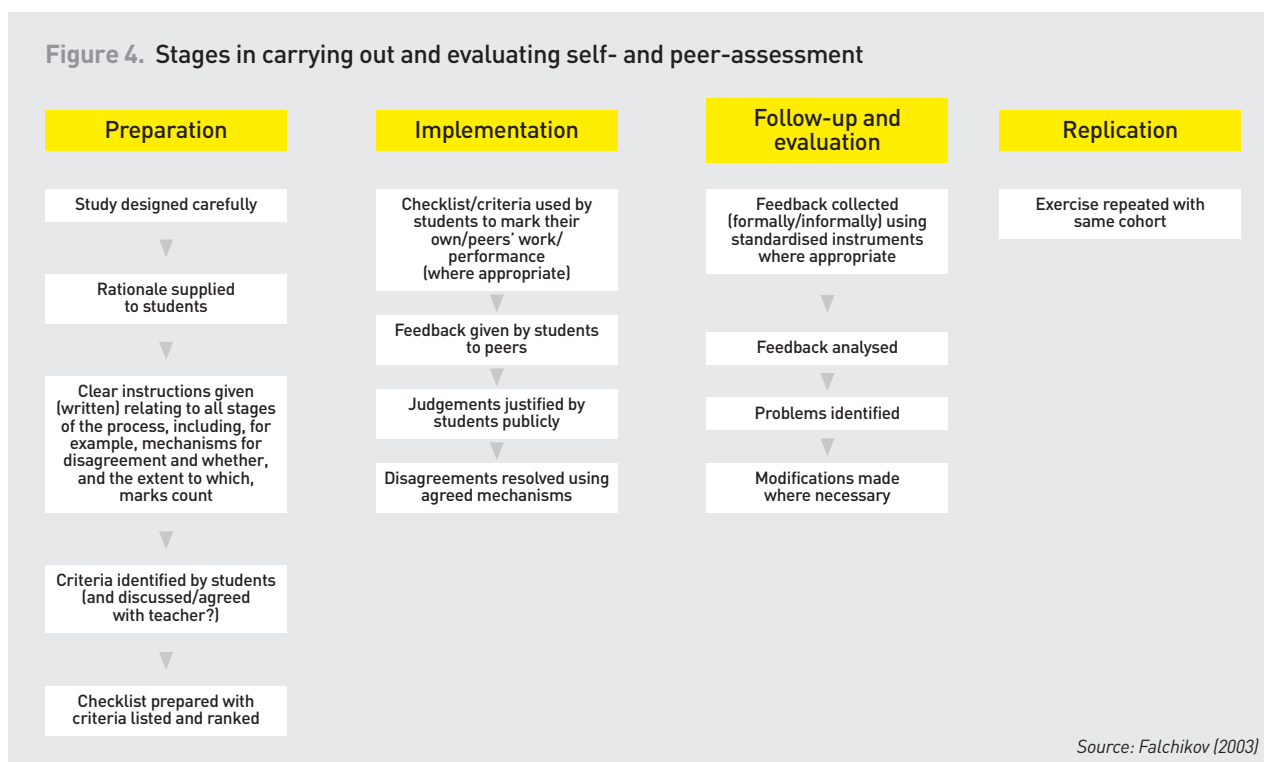 Figure 4. Stages in carrying out and evaluating self- and peer-assessment
Preparation
Study designed carefully
Rationale supplied
to students
Clear instructions given
(written) relating to all stages
of the process, including, for
example, mechanisms for
disagreement and whether,
and the extent to which,
marks count
Criteria identified by students
(and discussed/agreed
with teacher?)
Checklist prepared with
criteria listed and ranked
Implementation
Checklist/criteria used by
students to mark their
own/peers' work/
performance
(where appropriate)
Feedback given by students
to peers
Judgements justified by
students publicly
Disagreements resolved using
agreed mechanisms
Follow-up and
evaluation
Feedback collected
(formally/informally) using
standardised instruments
where appropriate
Feedback analysed
Problems identified
Modifications made
where necessary
Replication
Exercise repeated with
same cohort
Source: Falchikov (2003)